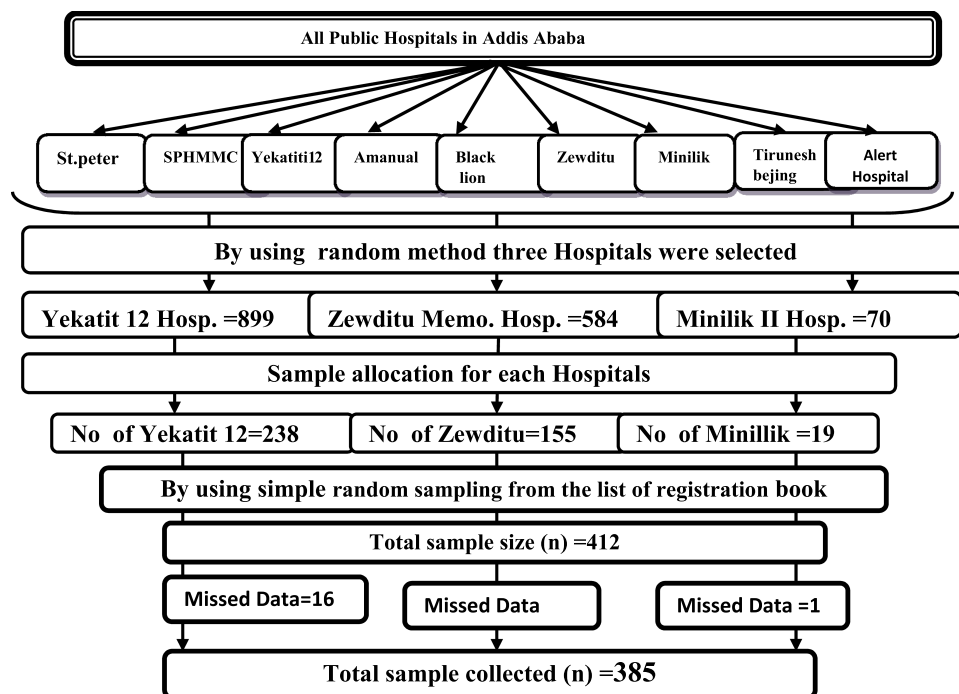 All Public Hospitals in Addis Ababa
St.peter
SPHMMC
Yekatiti12
Amanual
Black
lion
Zewditu
Minilik
Tirunesh
bejing
Alert
Hospital
By using random method three Hospitals were selected
Yekatit 12 Hosp. =899
Zewditu Memo. Hosp. =584
Minilik II Hosp. =70
Sample allocation for each Hospitals
No of Yekatit 12=238
No of Zewditu=155
No of Minillik =19
By using simple random sampling from the list of registration book
Total sample size (n) =412
Missed Data=16
Missed Data
Missed Data =1
Total sample collected (n) =385